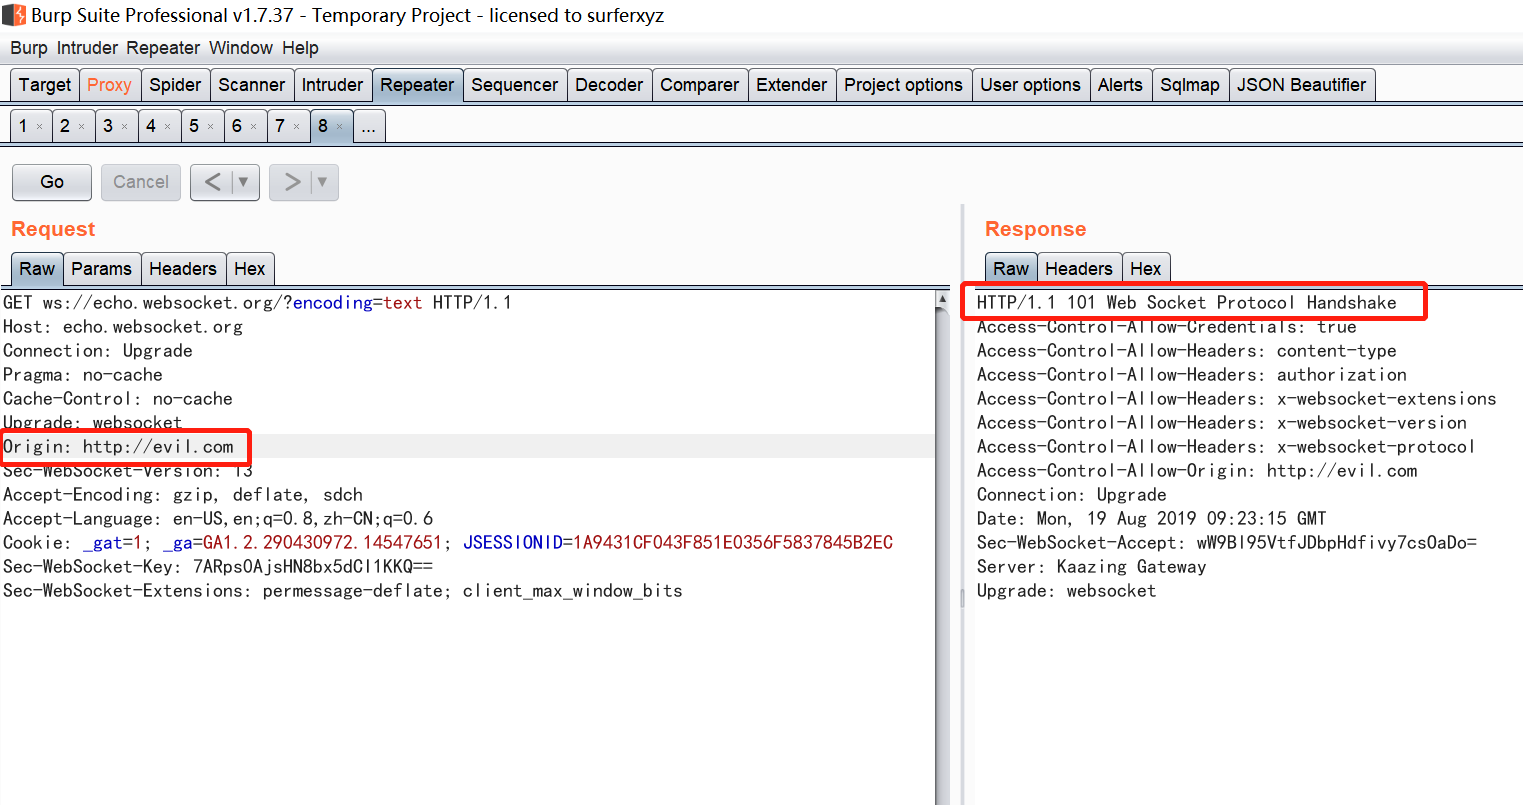 Burp Suite Professional v1.7.37 - Temporary Project - licensed to surferxyz
Burp Intruder Repeater Window Help
Target Proxy Spider Scanner Intruder Repeater Sequencer Decoder Comparer Extender Project options User options Alerts Sqlmap JSON Beautifier
1 × 2 × 3 × 4 × 5 × 6 × 7 × 8 × ...
Go Cancel < ▼ > ▼
Request
Raw Params Headers Hex
GET ws://echo.websocket.org/?encoding=text HTTP/1.1
Host: echo.websocket.org
Connection: Upgrade
Pragma: no-cache
Cache-Control: no-cache
Upgrade: websocket
Origin: http://evil.com
Sec-WebSocket-Version: 13
Accept-Encoding: gzip, deflate, sdch
Accept-Language: en-US,en;q=0.8,zh-CN;q=0.6
Cookie: _gat=1; _ga=GA1.2.290430972.14547651; JSESSIONID=1A9431CF043F851E0356F5837845B2EC
Sec-WebSocket-Key: 7ARps0AjsHN8bx5dCI1KKQ==
Sec-WebSocket-Extensions: permessage-deflate; client_max_window_bits
Response
Raw Headers Hex
HTTP/1.1 101 Web Socket Protocol Handshake
Access-Control-Allow-Credentials: true
Access-Control-Allow-Headers: content-type
Access-Control-Allow-Headers: authorization
Access-Control-Allow-Headers: x-websocket-extensions
Access-Control-Allow-Headers: x-websocket-version
Access-Control-Allow-Headers: x-websocket-protocol
Access-Control-Allow-Origin: http://evil.com
Connection: Upgrade
Date: Mon, 19 Aug 2019 09:23:15 GMT
Sec-WebSocket-Accept: wW9Bl95VtfJDbpHdfivy7csOaDo=
Server: Kaazing Gateway
Upgrade: websocket